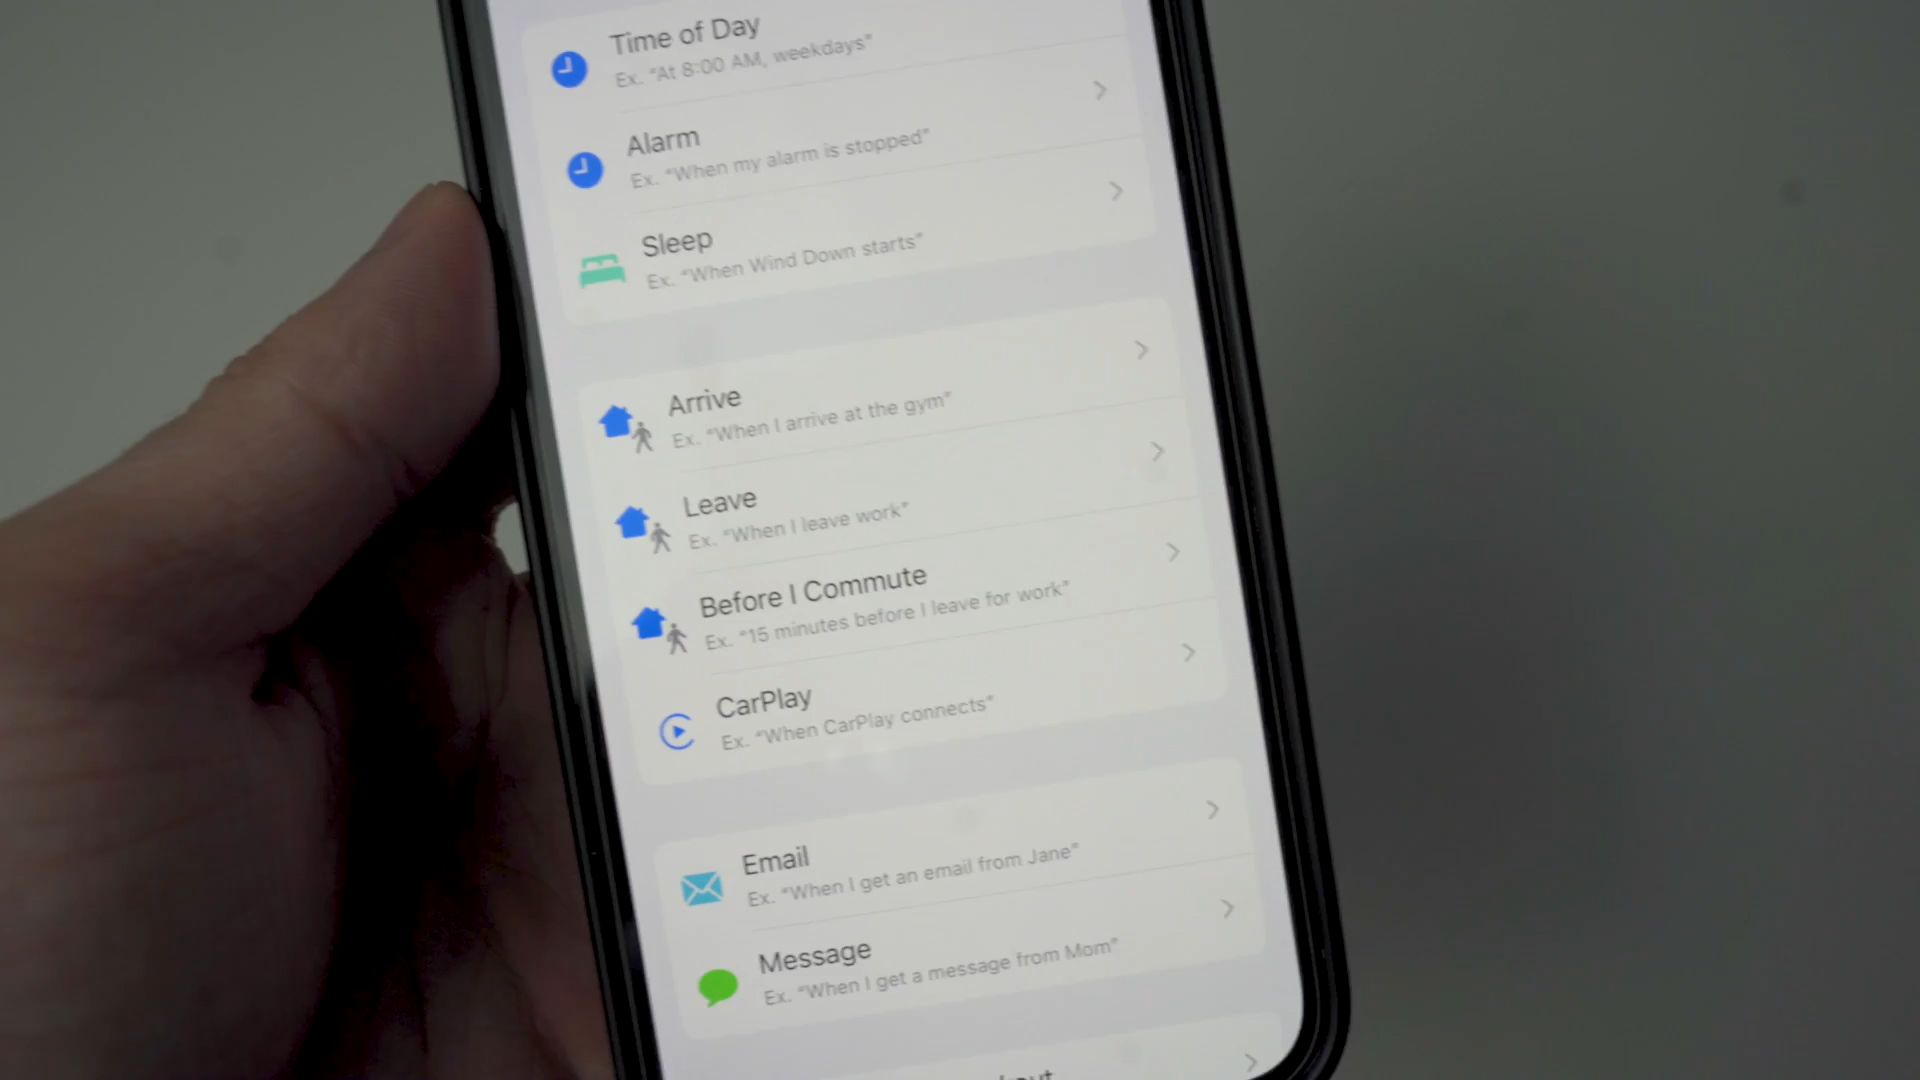 Time of Day
Ex. “At 8:00 AM, weekdays”
Alarm
Ex. “When my alarm is stopped”
Sleep
Ex. “When Wind Down starts”
Arrive
Ex. “When I arrive at the gym”
Leave
Ex. “When I leave work”
Before I Commute
Ex. “15 minutes before I leave for work”
CarPlay
Ex. “When CarPlay connects”
Email
Ex. “When I get an email from Jane”
Message
Ex. “When I get a message from Mom”